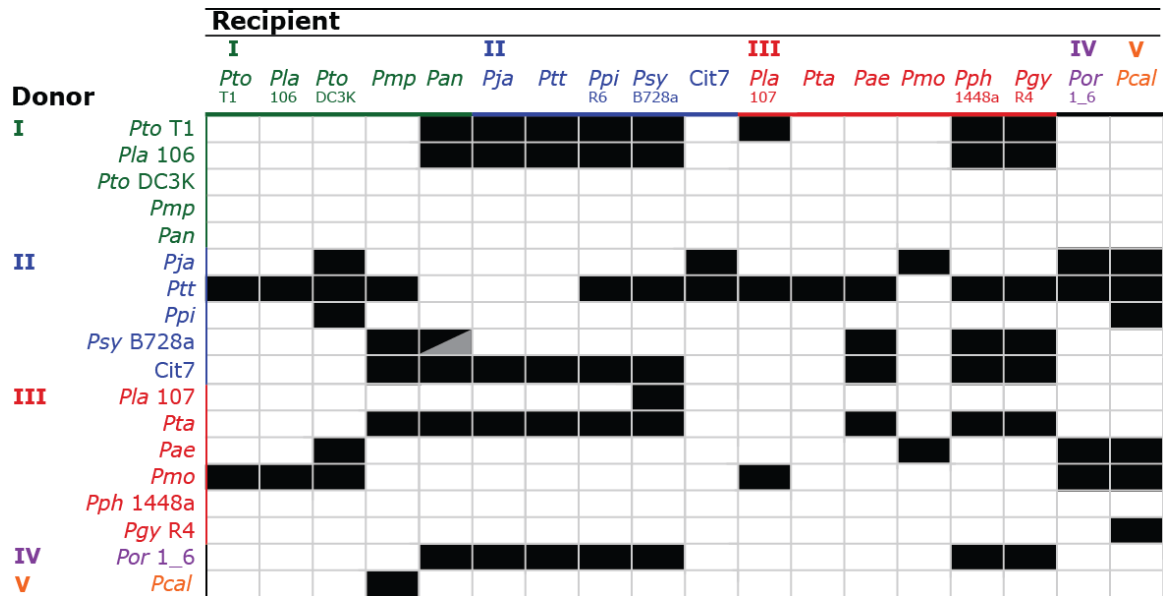 Recipient
I II III IV V
Pto Pla Pto Pmp Pan Pja Ptt Ppi Psy Cit7 Pla Pta Pae Pmo Pph Pgy Por Pcal
T1 106 DC3K R6 B728a 107 1448a R4 1_6
Donor
I Pto T1
Pla 106
Pto DC3K
Pmp
Pan
II Pja
Ptt
Ppi
Psy B728a
Cit7
III Pla 107
Pta
Pae
Pmo
Pph 1448a
Pgy R4
IV Por 1_6
V Pcal